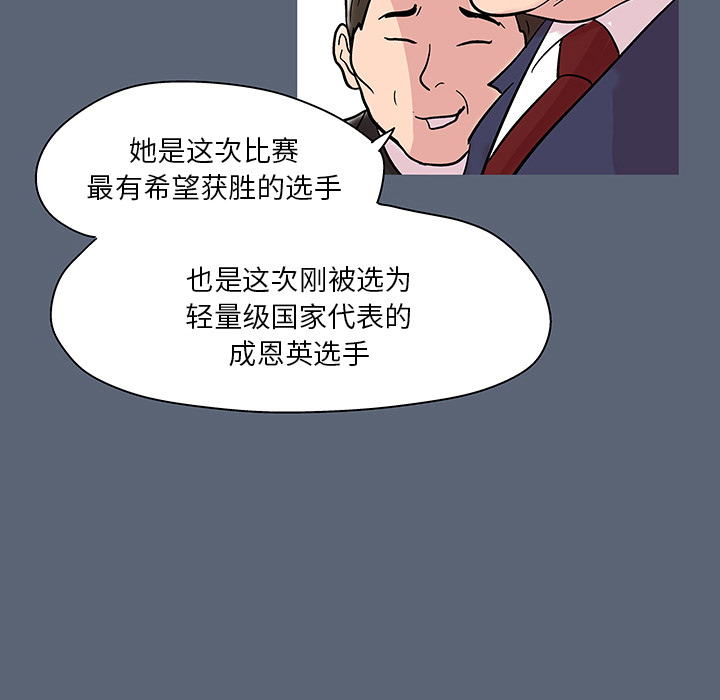 她是这次比赛
最有希望获胜的选手
也是这次刚被选为
轻量级国家代表的
成恩英选手